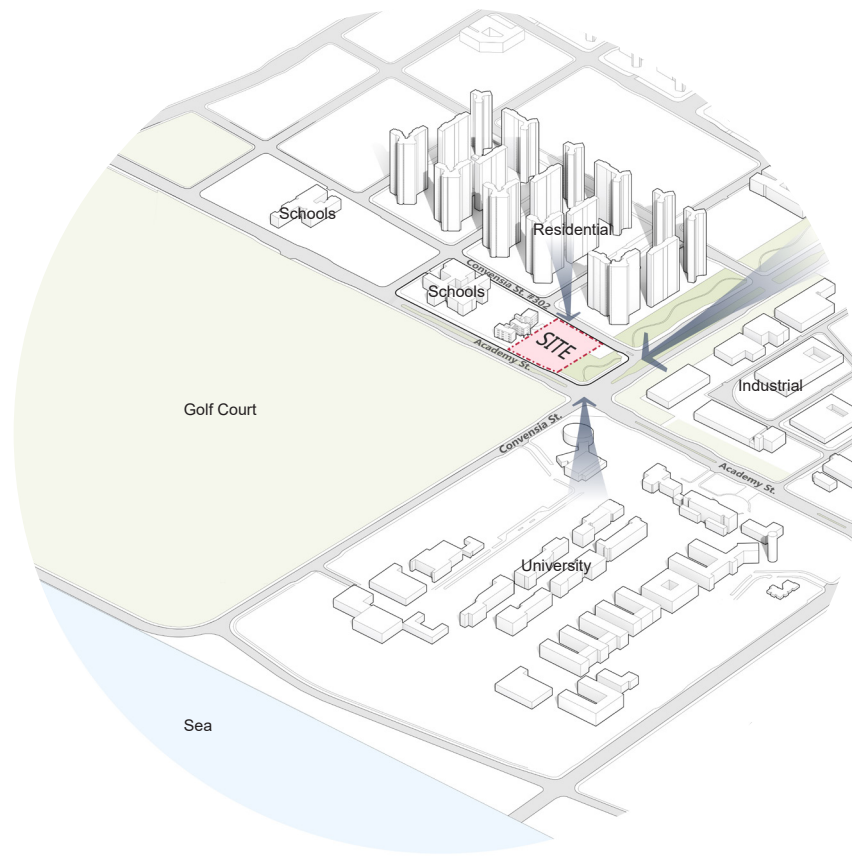 Schools
Residential
Convensia St. #302
Schools
SITE
Academy St.
Industrial
Golf Court
Convensia St.
Academy St.
University
Sea